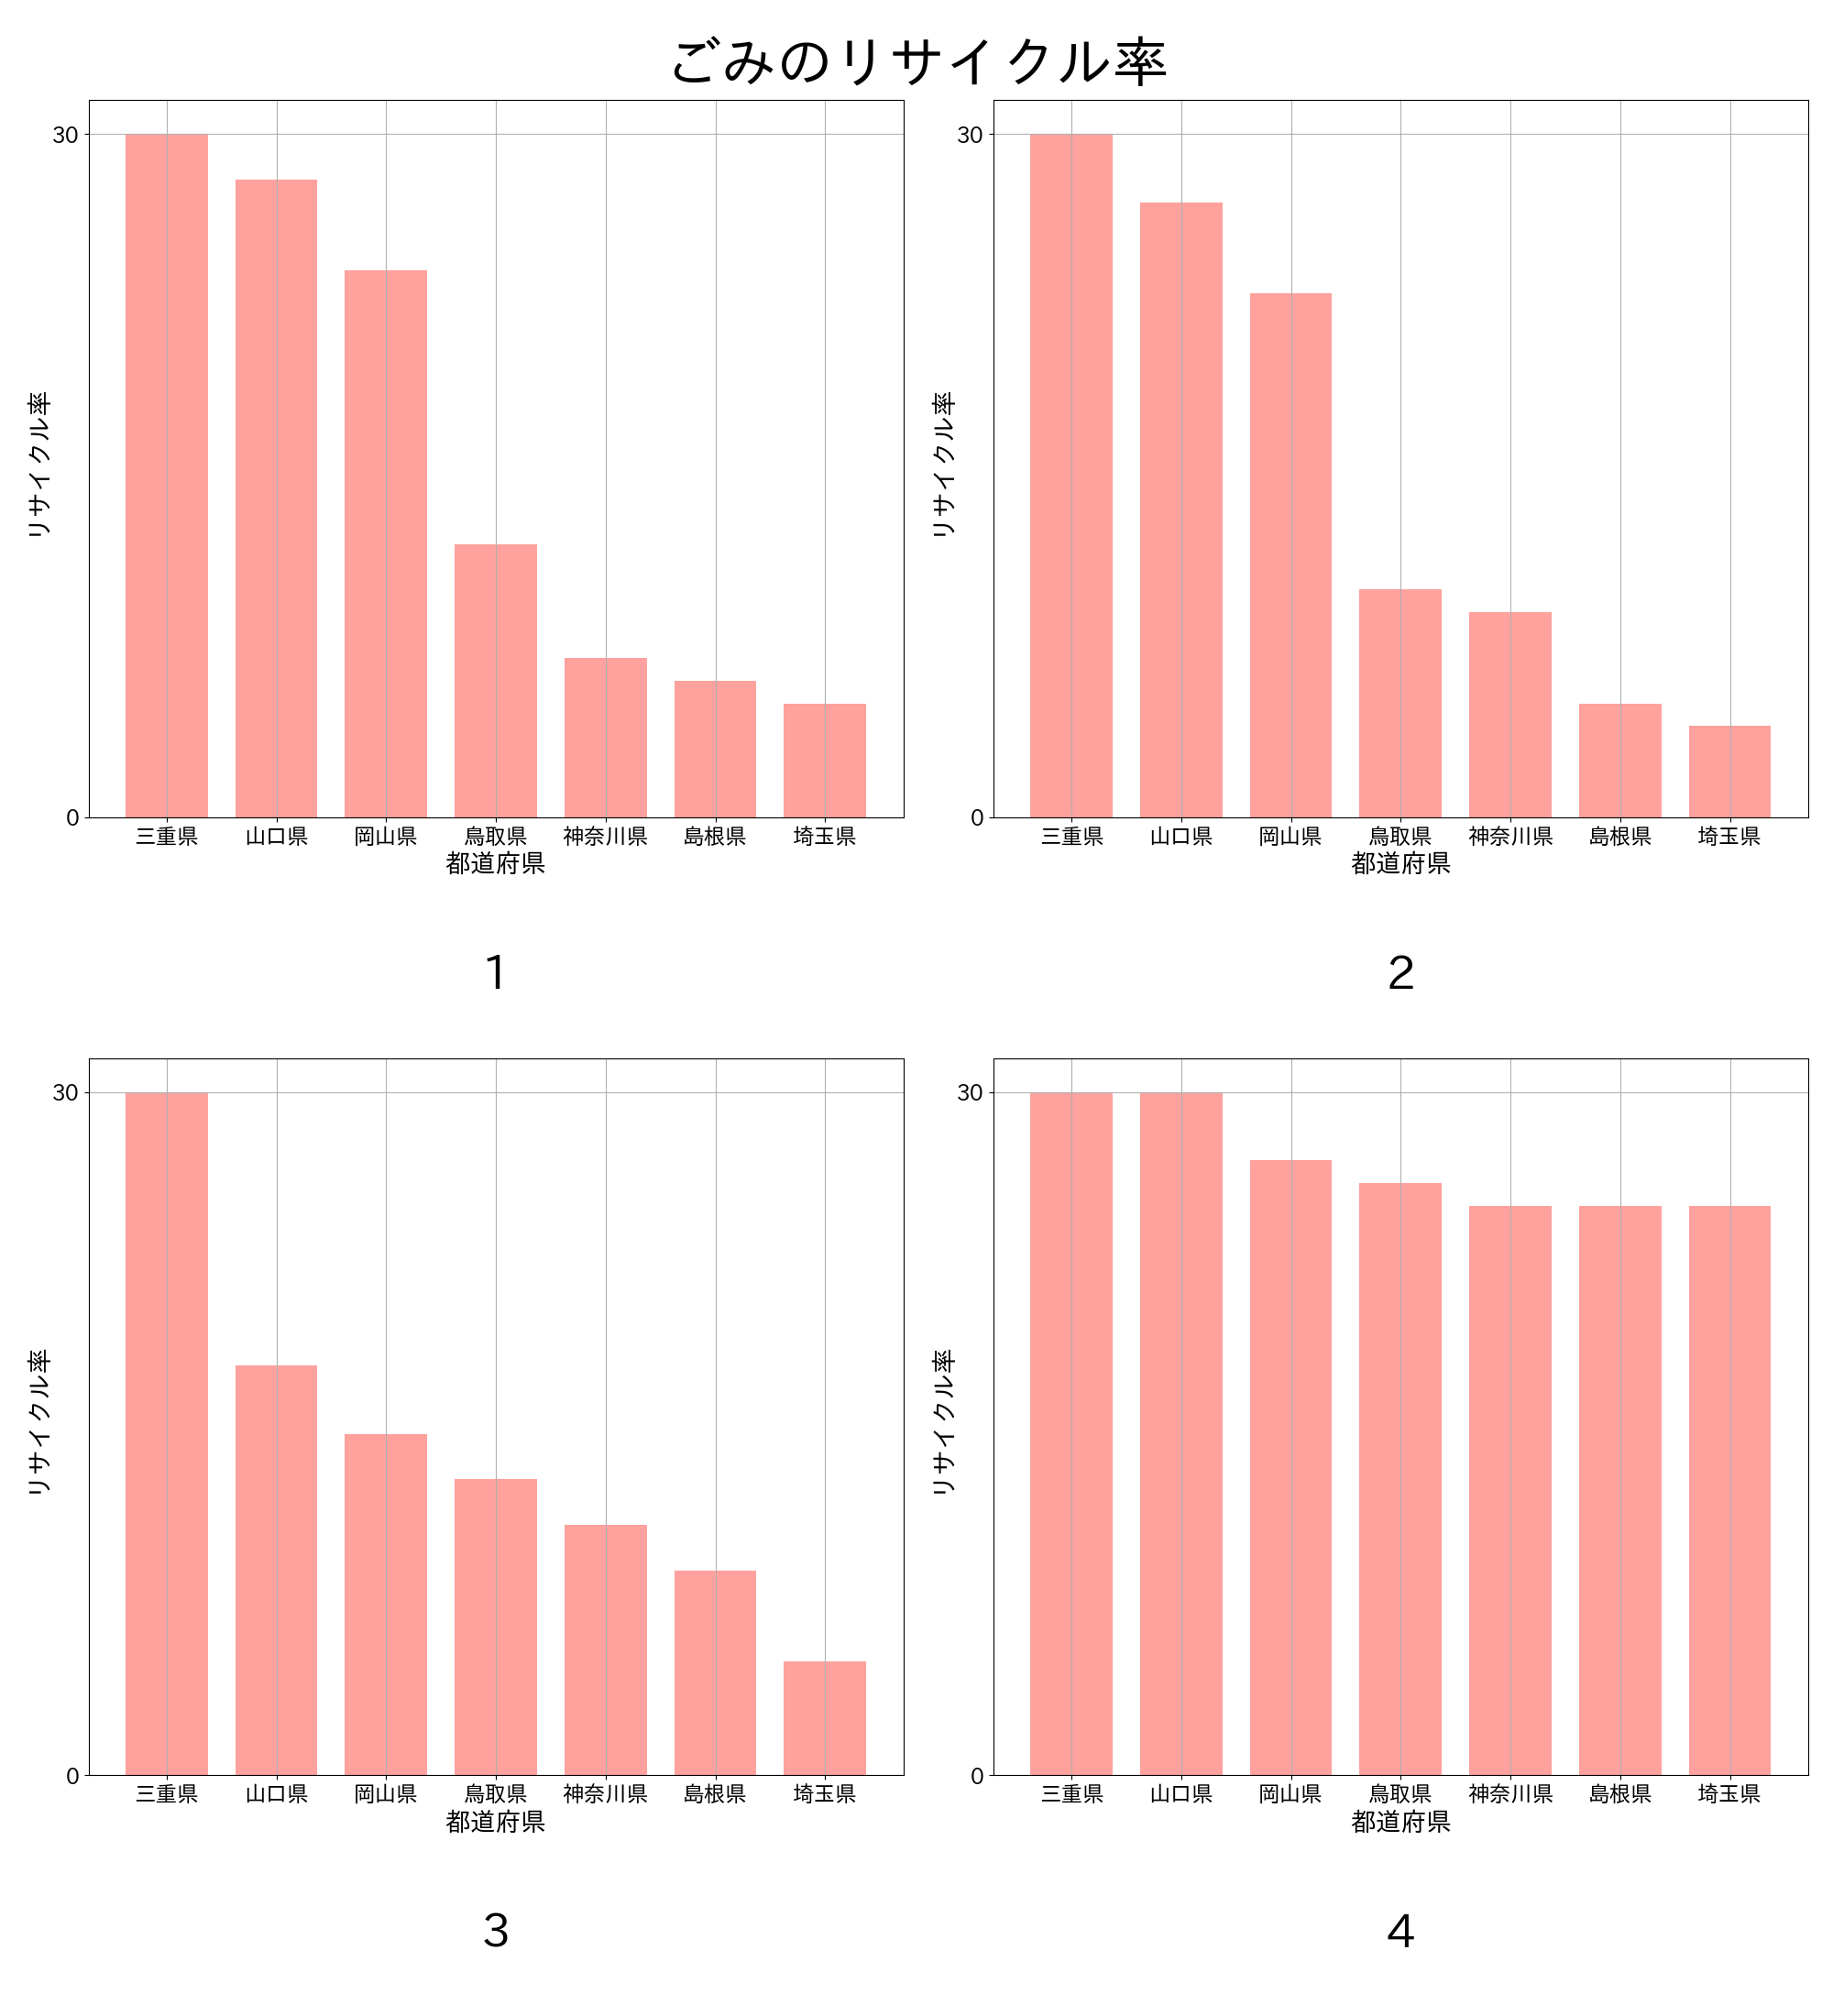 ごみのリサイクル率
30
0
リサイクル率
三重県 山口県 岡山県 鳥取県 神奈川県 島根県 埼玉県
都道府県
1
30
0
リサイクル率
三重県 山口県 岡山県 鳥取県 神奈川県 島根県 埼玉県
都道府県
2
30
0
リサイクル率
三重県 山口県 岡山県 鳥取県 神奈川県 島根県 埼玉県
都道府県
3
30
0
リサイクル率
三重県 山口県 岡山県 鳥取県 神奈川県 島根県 埼玉県
都道府県
4